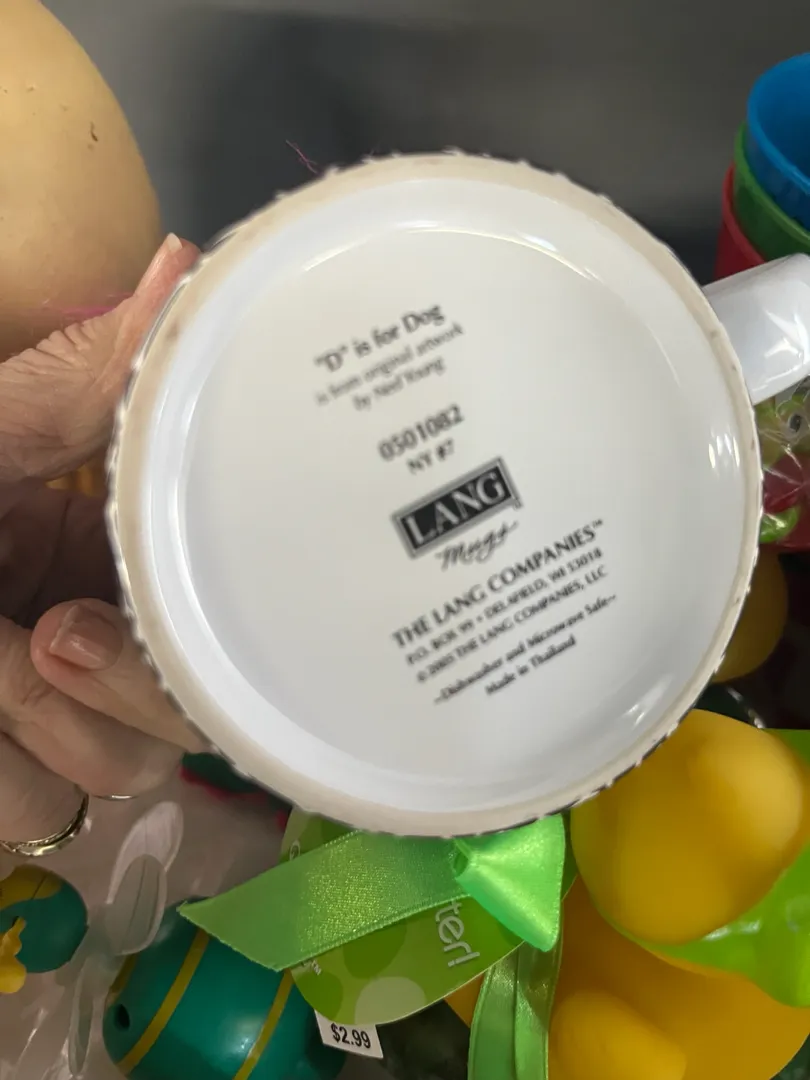 "D" is for Dog
is from original artwork
by Ned Young
0501082
NY #7
LANG
Mugs
THE LANG COMPANIES™
P.O. BOX 99 • DELAFIELD, WI 53018
© 2005 THE LANG COMPANIES, LLC
~Dishwasher and Microwave Safe~
Made in Thailand
$2.99